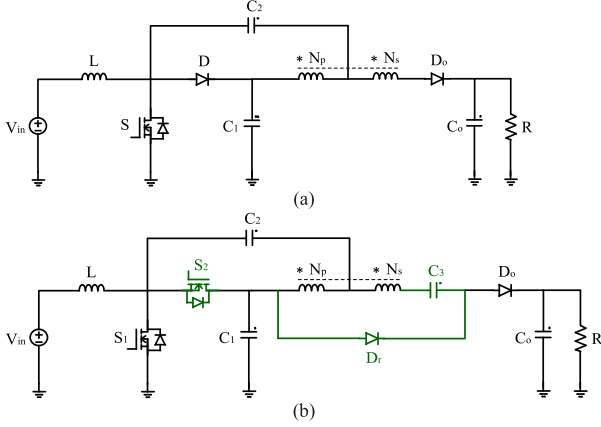 C2
L
D
* Np
* Ns
Do
Vin
S
C1
Co
R
(a)
C2
L
S2
* Np
* Ns
C3
Do
Vin
S1
C1
Dr
Co
R
(b)